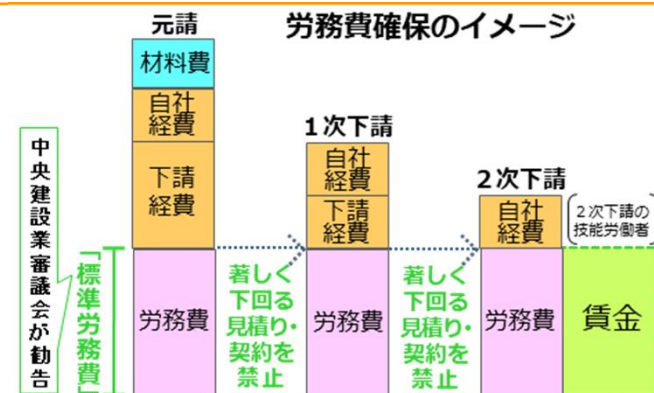 労務費確保のイメージ
元請
材料費
自社
経費
下請
経費
労務費
1次下請
自社
経費
下請
経費
労務費
2次下請
自社
経費
労務費
2次下請の
技能労働者
賃金
中央建設業審議会が勧告
「標準労務費」
著しく
下回る
見積り・
契約を
禁止
著しく
下回る
見積り・
契約を
禁止